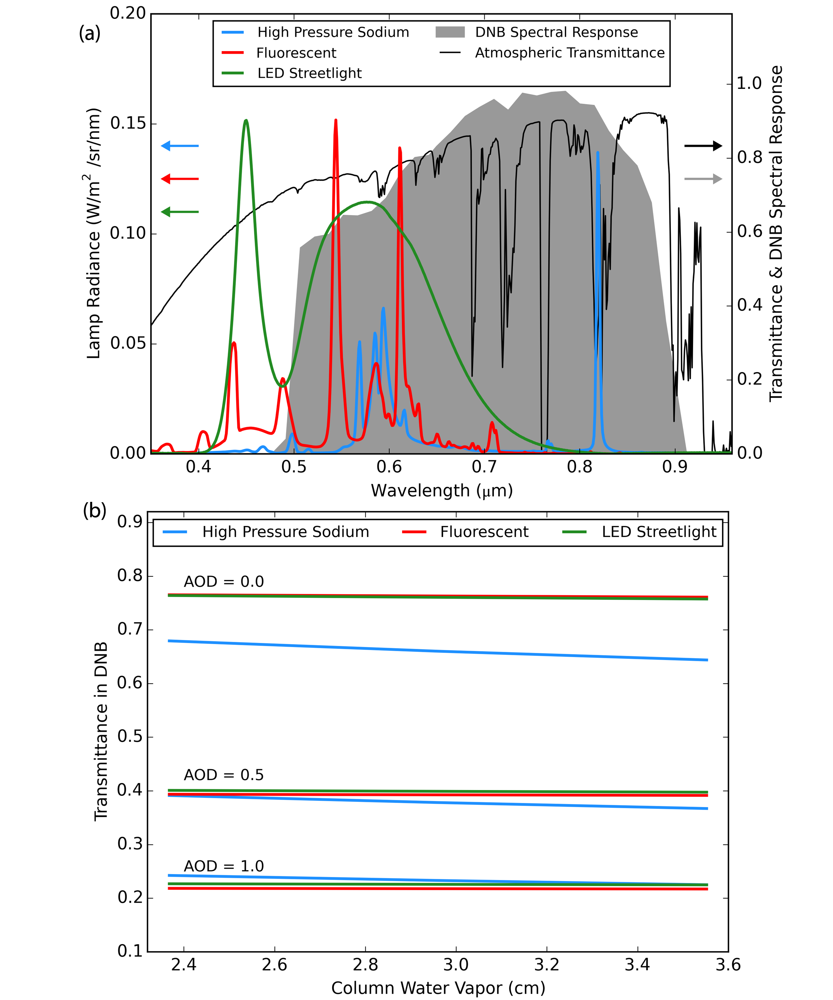 (a)
0.20
0.15
0.10
0.05
0.00
Lamp Radiance (W/m² /sr/nm)
High Pressure Sodium
Fluorescent
LED Streetlight
DNB Spectral Response
Atmospheric Transmittance
1.0
0.8
0.6
0.4
0.2
0.0
Transmittance & DNB Spectral Response
0.4 0.5 0.6 0.7 0.8 0.9
Wavelength (μm)
(b)
0.9
0.8
0.7
0.6
0.5
0.4
0.3
0.2
0.1
Transmittance in DNB
High Pressure Sodium Fluorescent LED Streetlight
AOD = 0.0
AOD = 0.5
AOD = 1.0
2.4 2.6 2.8 3.0 3.2 3.4 3.6
Column Water Vapor (cm)